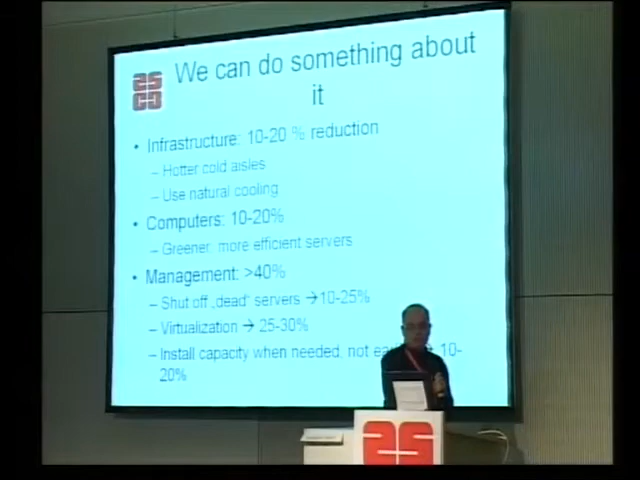 We can do something about
it
• Infrastructure: 10-20 % reduction
– Hotter cold aisles
– Use natural cooling
• Computers: 10-20%
– Greener, more efficient servers
• Management: >40%
– Shut off „dead" servers → 10-25%
– Virtualization → 25-30%
– Install capacity when needed, not 10-
20%